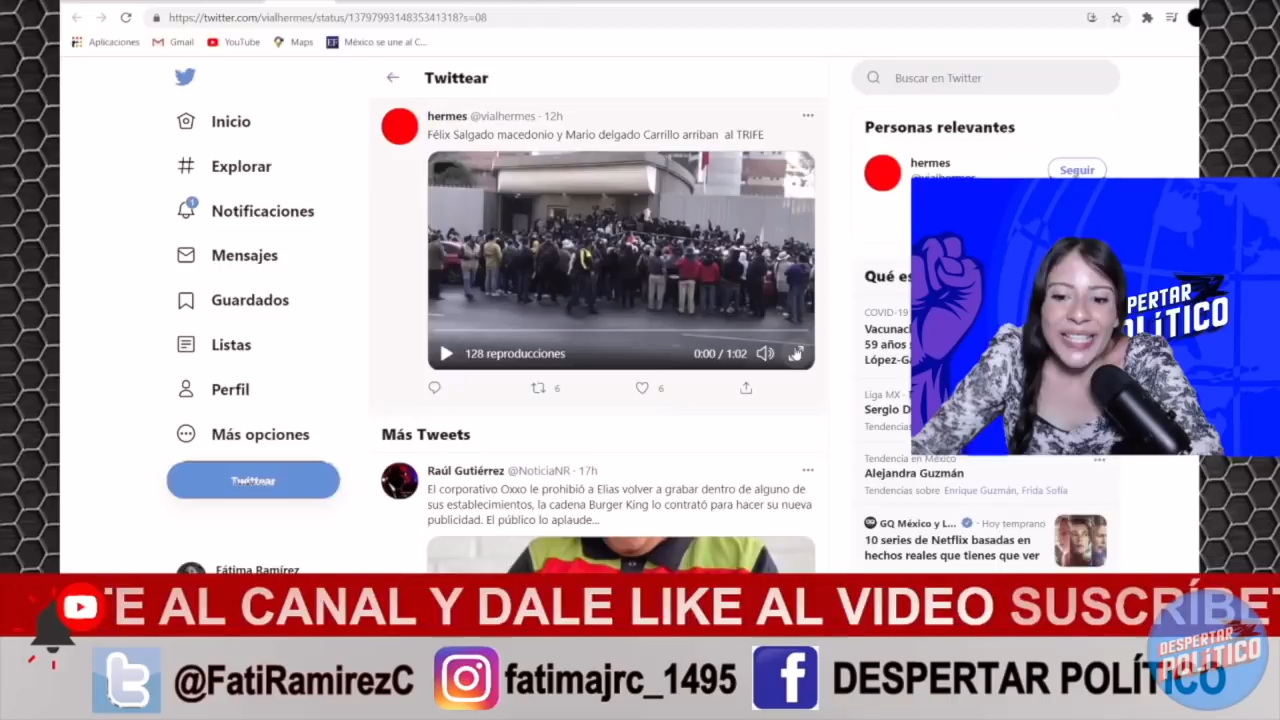 https://twitter.com/vialhermes/status/1379799314835341318?s=08
Aplicaciones
Gmail
YouTube
Maps
México se une al C...
Inicio
Explorar
1
Notificaciones
Mensajes
Guardados
Listas
Perfil
Más opciones
Twittear
Fátima Ramírez
Twittear
hermes @vialhermes · 12h
Félix Salgado macedonio y Mario delgado Carrillo arriban al TRIFE
128 reproducciones
0:00 / 1:02
6
6
Más Tweets
Raúl Gutiérrez @NoticiaNR · 17h
El corporativo Oxxo le prohibió a Elias volver a grabar dentro de alguno de
sus establecimientos, la cadena Burger King lo contrató para hacer su nueva
publicidad. El público lo aplaude...
Buscar en Twitter
Personas relevantes
hermes
@vialhermes
Seguir
Qué es
COVID-19
Vacunaci
59 años
López-Ga
Liga MX ·
Sergio D
Tendencias
Tendencia en México
Alejandra Guzmán
Tendencias sobre Enrique Guzmán, Frida Sofía
GQ México y L... · Hoy temprano
10 series de Netflix basadas en
hechos reales que tienes que ver
PERTAR
POLÍTICO
TE AL CANAL Y DALE LIKE AL VIDEO SUSCRÍBET
@FatiRamirezC
fatimajrc_1495
DESPERTAR POLÍTICO
DESPERTAR
POLÍTICO